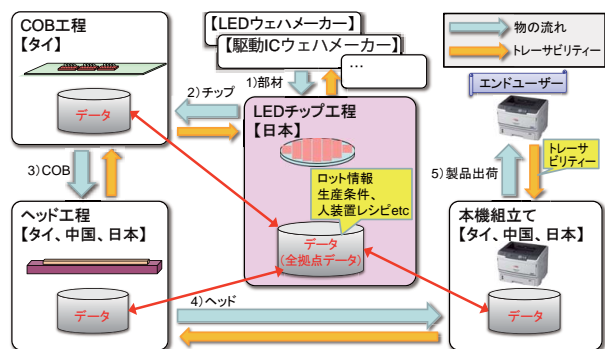 COB工程
【タイ】
データ
【LEDウェハメーカー】
【駆動ICウェハメーカー】
…
物の流れ
トレーサビリティー
1)部材
2)チップ
LEDチップ工程
【日本】
ロット情報
生産条件、
人装置レシピetc
データ
(全拠点データ)
エンドユーザー
トレーサ
ビリティー
5)製品出荷
3)COB
ヘッド工程
【タイ、中国、日本】
データ
4)ヘッド
本機組立て
【タイ、中国、日本】
データ